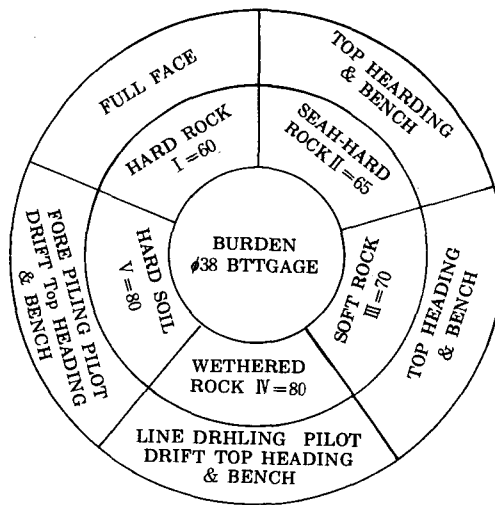 FULL FACE
TOP HEARDING
& BENCH
HARD ROCK
I=60
SEAH-HARD
ROCK II=65
FORE PILING PILOT
DRIFT Top HEADING
& BENCH
HARD SOIL
V=80
BURDEN
ø38 BTTGAGE
SOFT ROCK
III=70
TOP HEADING
& BENCH
WETHERED
ROCK IV=80
LINE DRHLING PILOT
DRIFT TOP HEADING
& BENCH